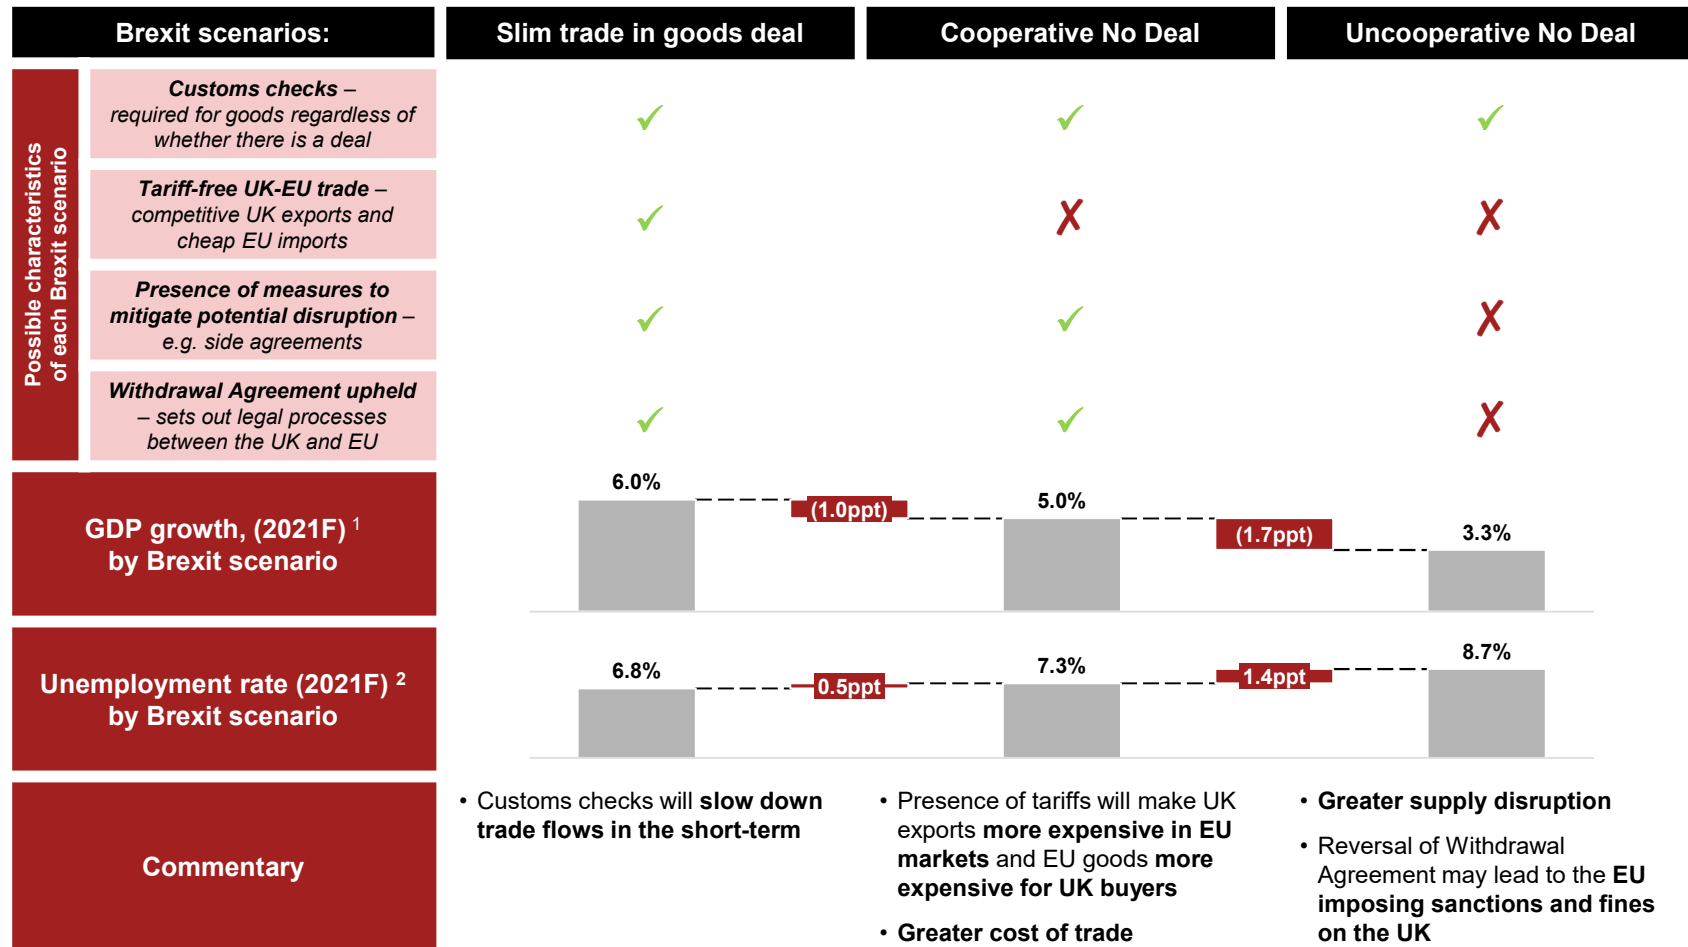 Brexit scenarios:
Slim trade in goods deal
Cooperative No Deal
Uncooperative No Deal
Possible characteristics
of each Brexit scenario
Customs checks –
required for goods regardless of
whether there is a deal
✓ ✓ ✓
Tariff-free UK-EU trade –
competitive UK exports and
cheap EU imports
✓ ✗ ✗
Presence of measures to
mitigate potential disruption –
e.g. side agreements
✓ ✓ ✗
Withdrawal Agreement upheld
– sets out legal processes
between the UK and EU
✓ ✓ ✗
GDP growth, (2021F) 1
by Brexit scenario
6.0%
(1.0ppt)
5.0%
(1.7ppt)
3.3%
Unemployment rate (2021F) 2
by Brexit scenario
6.8%
0.5ppt
7.3%
1.4ppt
8.7%
Commentary
• Customs checks will slow down
trade flows in the short-term
• Presence of tariffs will make UK
exports more expensive in EU
markets and EU goods more
expensive for UK buyers
• Greater cost of trade
• Greater supply disruption
• Reversal of Withdrawal
Agreement may lead to the EU
imposing sanctions and fines
on the UK